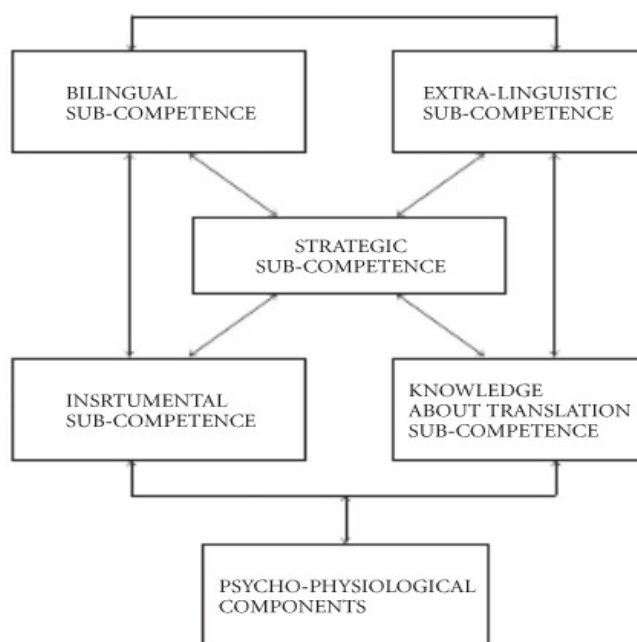 BILINGUAL
SUB-COMPETENCE
EXTRA-LINGUISTIC
SUB-COMPETENCE
STRATEGIC
SUB-COMPETENCE
INSRTUMENTAL
SUB-COMPETENCE
KNOWLEDGE
ABOUT TRANSLATION
SUB-COMPETENCE
PSYCHO-PHYSIOLOGICAL
COMPONENTS